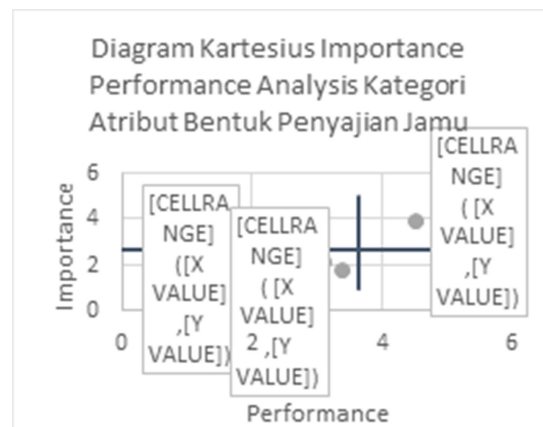 Diagram Kartesius Importance
Performance Analysis Kategori
Atribut Bentuk Penyajian Jamu
Importance
6
4
2
0
[CELLRA
NGE]
([X
VALUE]
,[Y
VALUE])
[CELLRA
NGE]
( [X
VALUE]
,[Y
VALUE])
[CELLRA
NGE]
( [X
VALUE]
,[Y
VALUE])
0
2
4
6
Performance